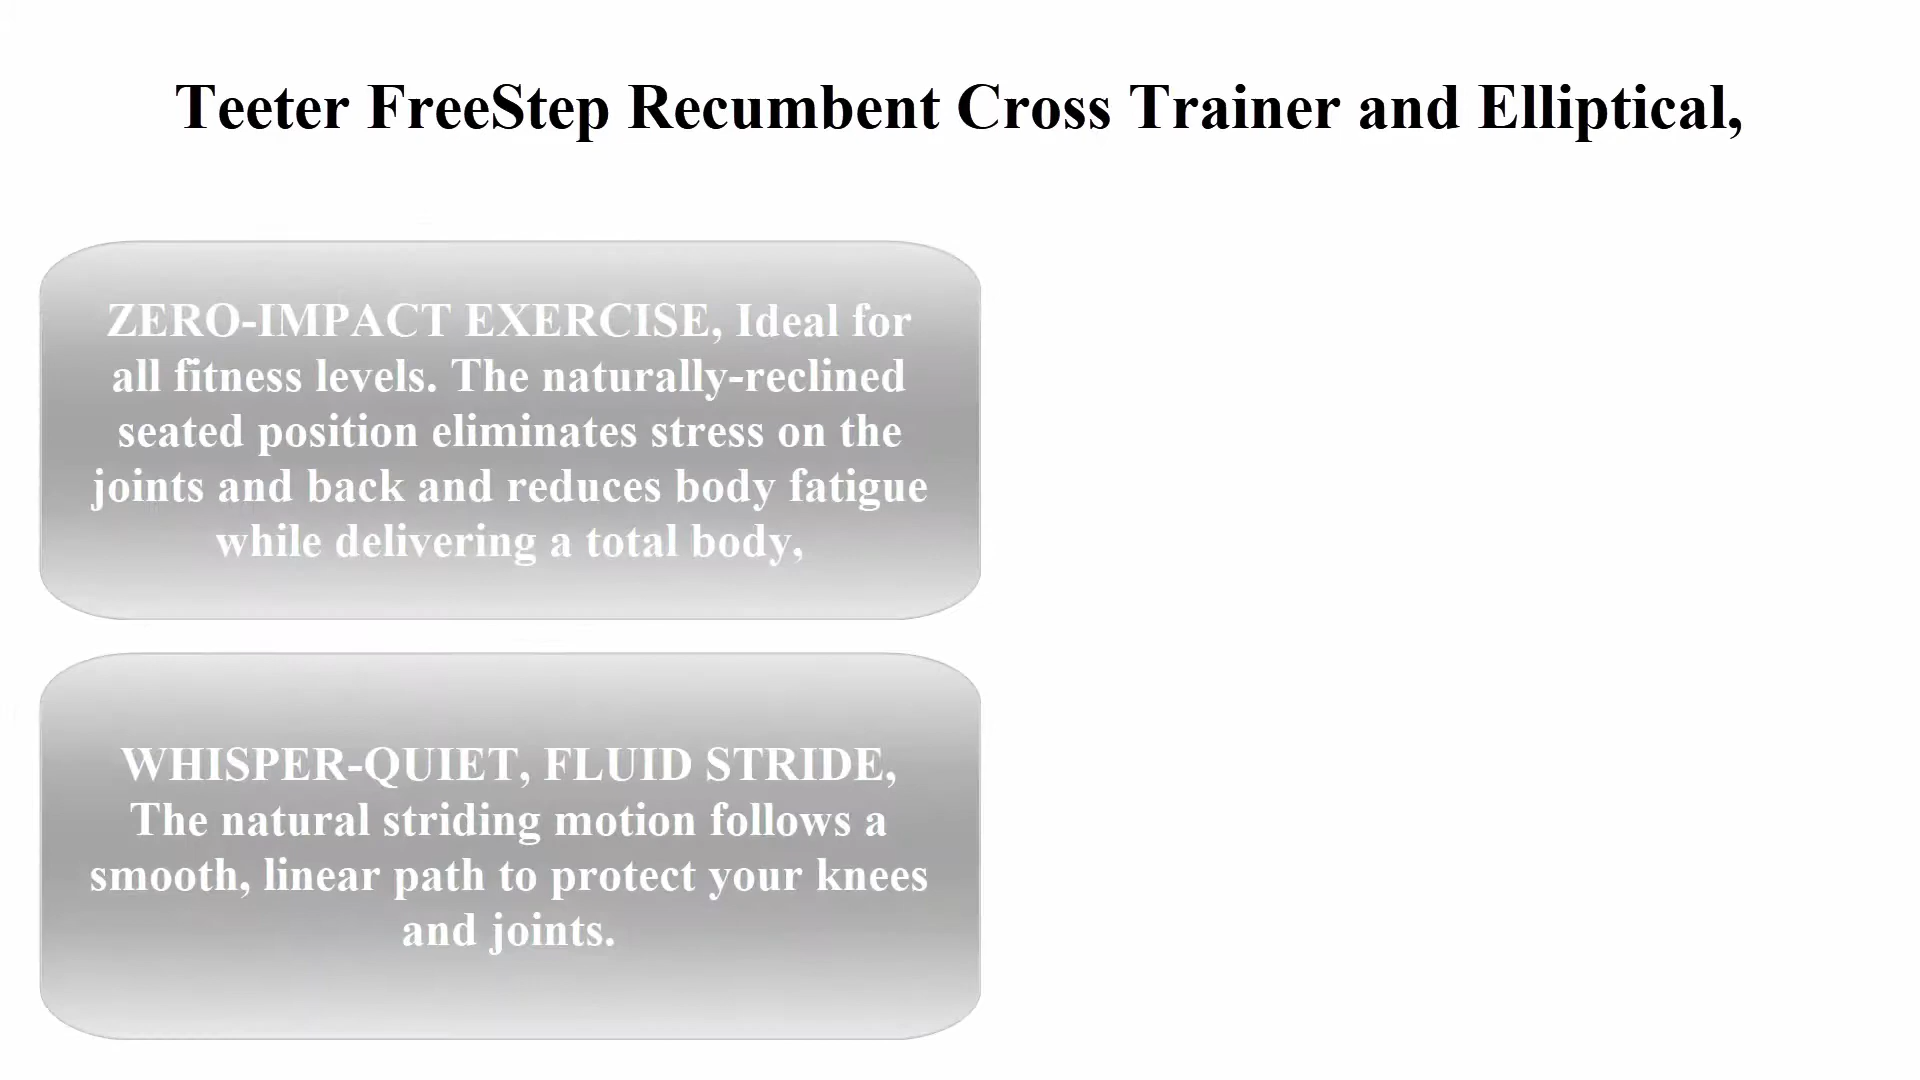 Teeter FreeStep Recumbent Cross Trainer and Elliptical,
ZERO-IMPACT EXERCISE, Ideal for
all fitness levels. The naturally-reclined
seated position eliminates stress on the
joints and back and reduces body fatigue
while delivering a total body,
WHISPER-QUIET, FLUID STRIDE,
The natural striding motion follows a
smooth, linear path to protect your knees
and joints.